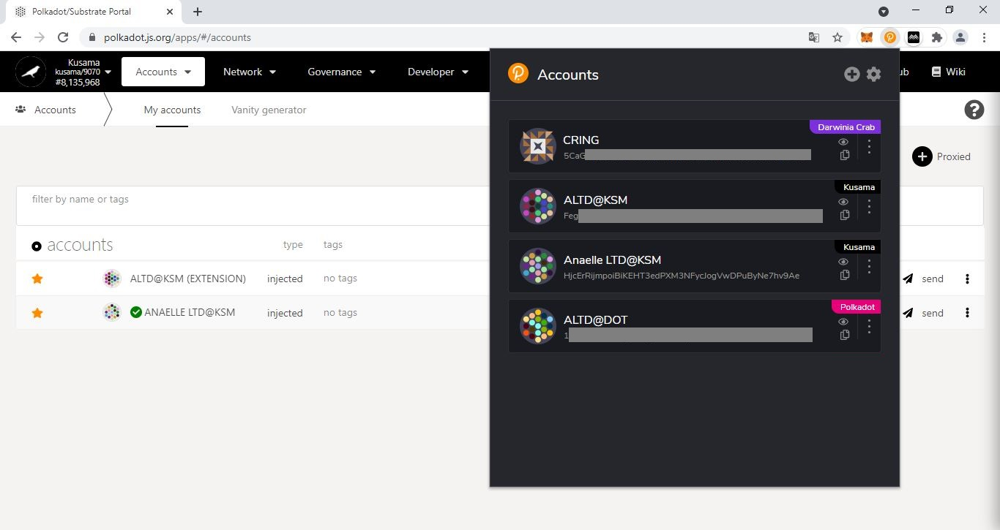 Polkadot/Substrate Portal
polkadot.js.org/apps/#/accounts
Kusama
kusama/9070
#8,135,968
Accounts
Network
Governance
Developer
ub
Wiki
Accounts
My accounts
Vanity generator
?
Proxied
filter by name or tags
accounts
type
tags
ALTD@KSM (EXTENSION)
injected
no tags
send
ANAELLE LTD@KSM
injected
no tags
send
Accounts
Darwinia Crab
CRING
5CaG
Kusama
ALTD@KSM
Feg
Kusama
Anaelle LTD@KSM
HjcErRijmpoiBiKEHT3edPXM3NFycJogVwDPuByNe7hv9Ae
Polkadot
ALTD@DOT
1